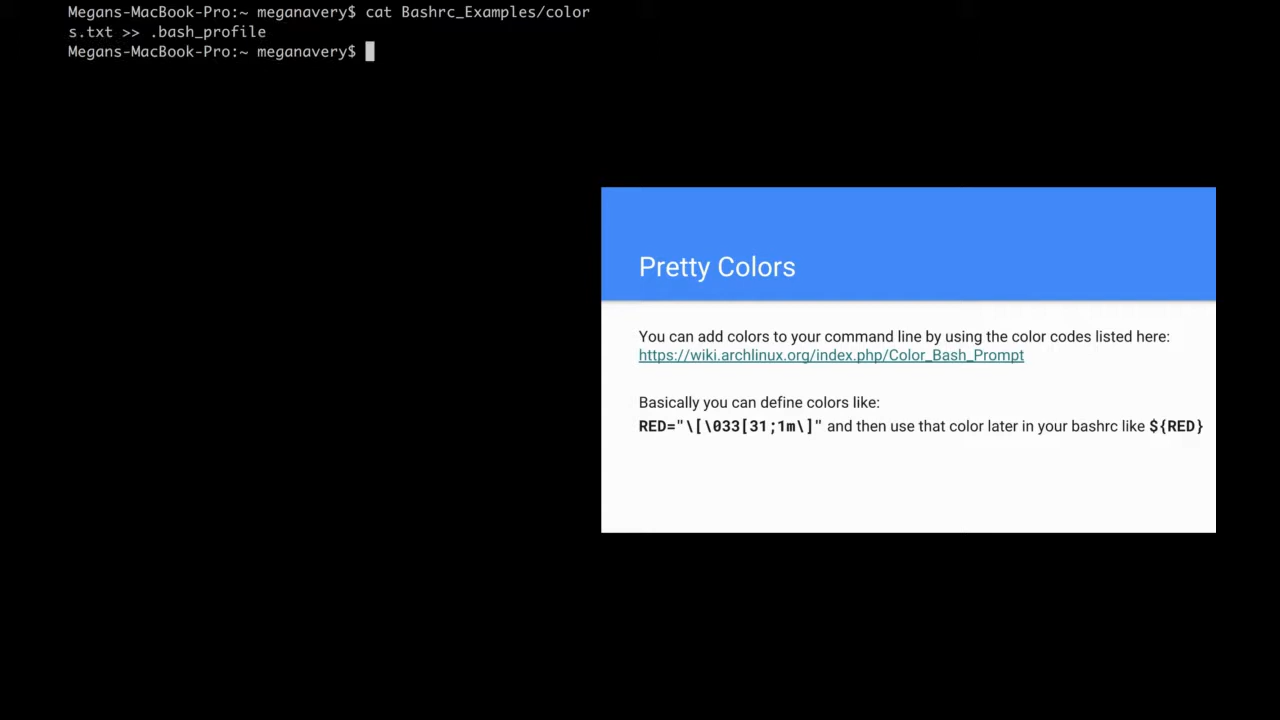 Megans-MacBook-Pro:~ meganavery$ cat Bashrc_Examples/color
s.txt >> .bash_profile
Megans-MacBook-Pro:~ meganavery$
Pretty Colors
You can add colors to your command line by using the color codes listed here:
https://wiki.archlinux.org/index.php/Color_Bash_Prompt
Basically you can define colors like:
RED="\[\033[31;1m\]" and then use that color later in your bashrc like ${RED}